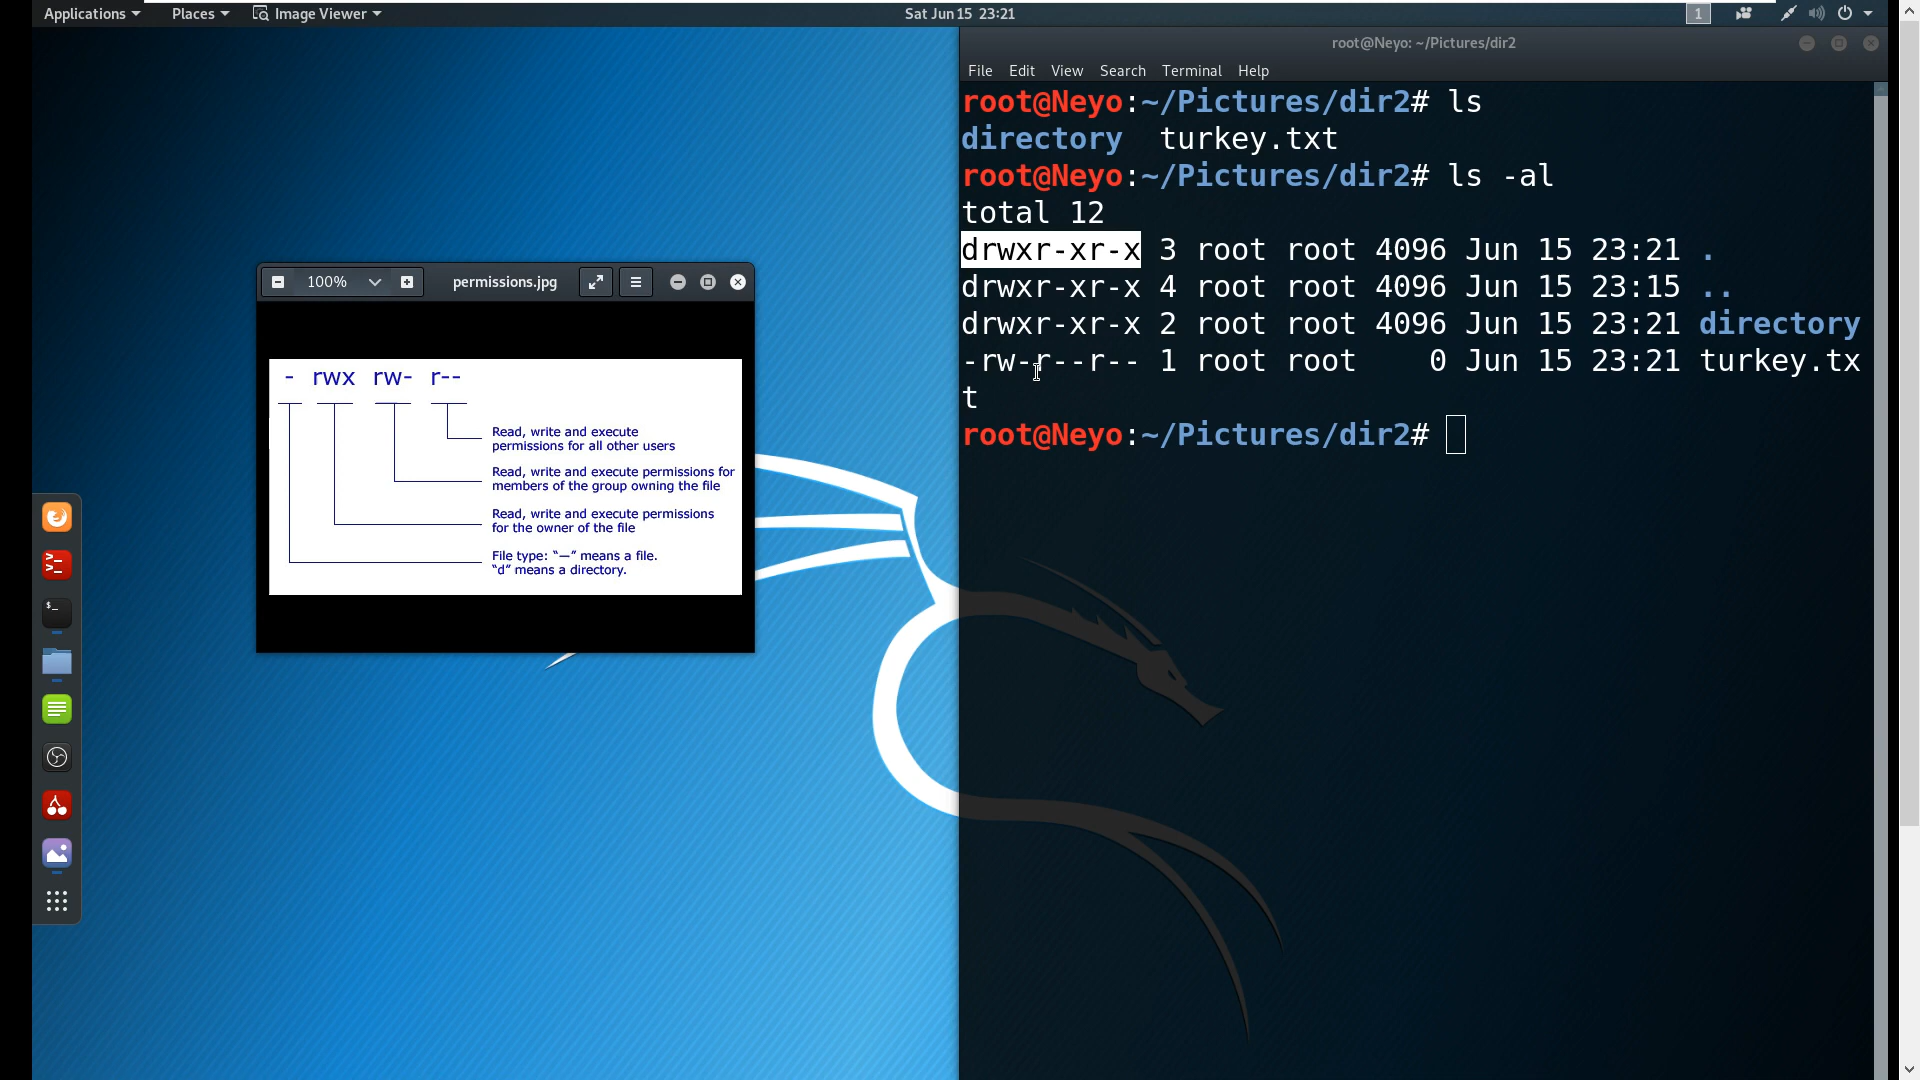 Applications Places Image Viewer Sat Jun 15 23:21 1
root@Neyo: ~/Pictures/dir2
File Edit View Search Terminal Help
root@Neyo:~/Pictures/dir2# ls
directory turkey.txt
root@Neyo:~/Pictures/dir2# ls -al
total 12
drwxr-xr-x 3 root root 4096 Jun 15 23:21 .
drwxr-xr-x 4 root root 4096 Jun 15 23:15 ..
drwxr-xr-x 2 root root 4096 Jun 15 23:21 directory
-rw-r--r-- 1 root root    0 Jun 15 23:21 turkey.tx
t
root@Neyo:~/Pictures/dir2#
100% permissions.jpg
- rwx rw- r--
Read, write and execute
permissions for all other users
Read, write and execute permissions for
members of the group owning the file
Read, write and execute permissions
for the owner of the file
File type: “—” means a file.
“d” means a directory.